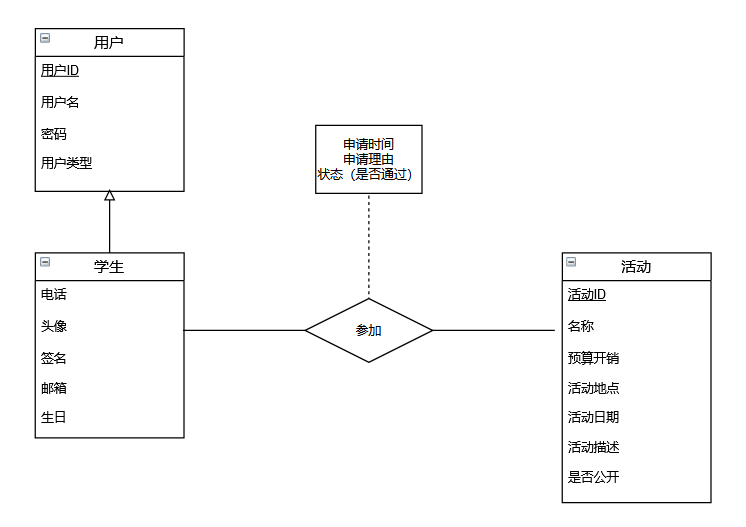 用户
用户ID
用户名
密码
用户类型
申请时间
申请理由
状态（是否通过）
学生
电话
头像
签名
邮箱
生日
参加
活动
活动ID
名称
预算开销
活动地点
活动日期
活动描述
是否公开